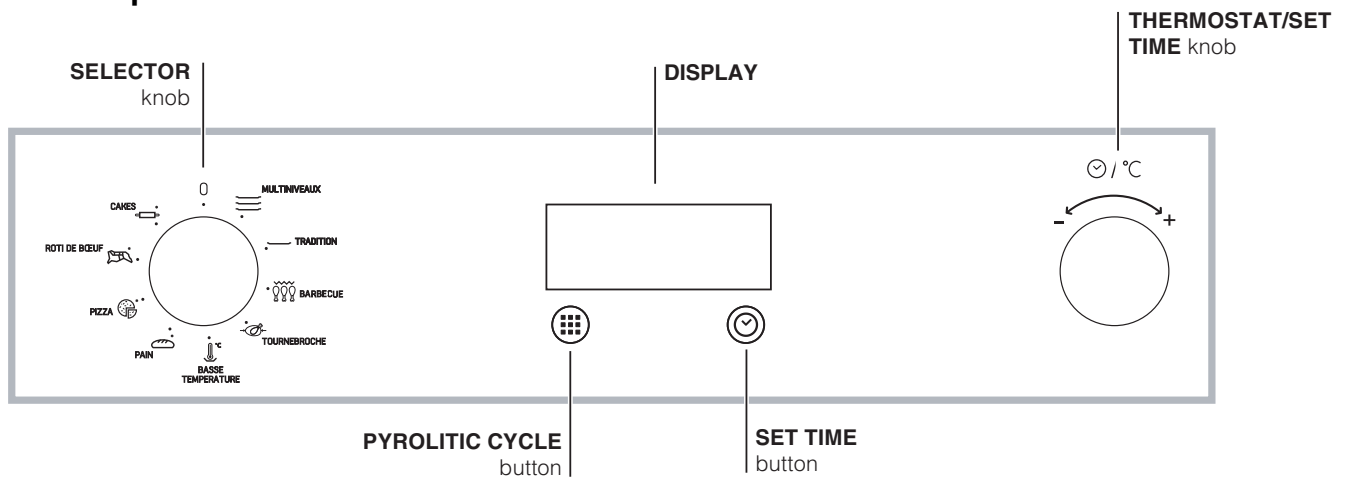 THERMOSTAT/SET
TIME knob
SELECTOR
knob
DISPLAY
0
MULTINIVEAUX
TRADITION
BARBECUE
TOURNEBROCHE
°C
BASSE
TEMPERATURE
PAIN
PIZZA
ROTI DE BŒUF
CAKES
/ °C
- +
PYROLITIC CYCLE
button
SET TIME
button